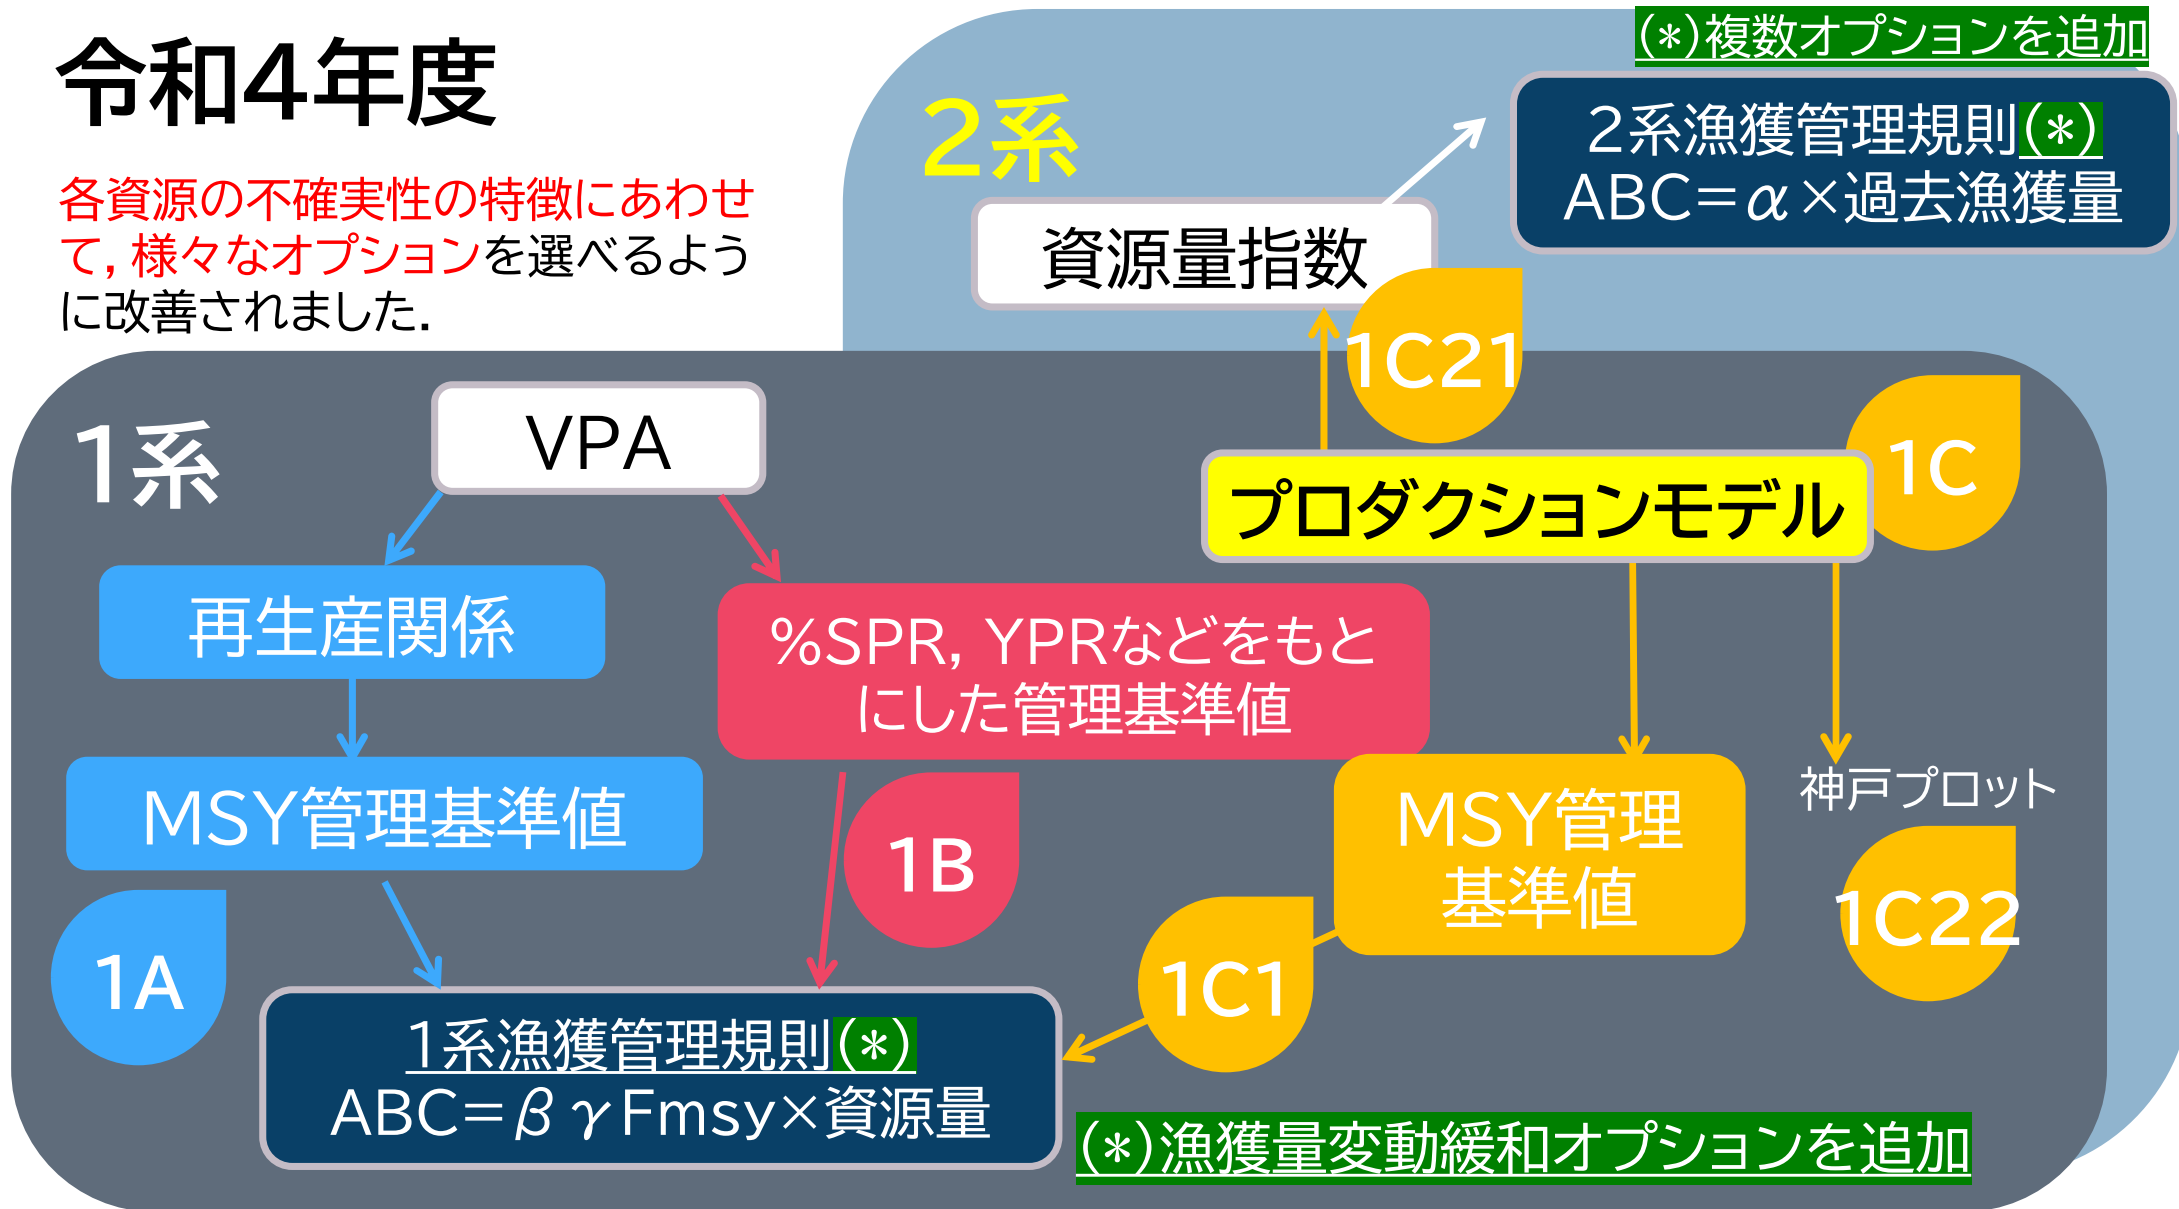 令和4年度
各資源の不確実性の特徴にあわせ
て，様々なオプションを選べるよう
に改善されました．
(*)複数オプションを追加
2系
2系漁獲管理規則(*)
ABC=α×過去漁獲量
資源量指数
1C21
1系
VPA
プロダクションモデル
1C
再生産関係
%SPR，YPRなどをもと
にした管理基準値
MSY管理基準値
MSY管理
基準値
神戸プロット
1A
1B
1C1
1C22
1系漁獲管理規則(*)
ABC=βγFmsy×資源量
(*)漁獲量変動緩和オプションを追加